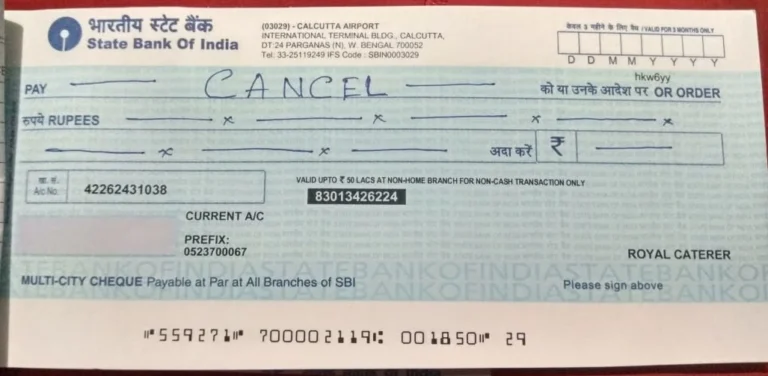 भारतीय स्टेट बैंक
State Bank Of India
(03029) - CALCUTTA AIRPORT
INTERNATIONAL TERMINAL BLDG., CALCUTTA,
DT:24 PARGANAS (N), W. BENGAL 700052
Tel: 33-25119249 IFS Code : SBIN0003029
केवल 3 महीने के लिए वैध / VALID FOR 3 MONTHS ONLY
D D M M Y Y Y Y
hkw6yy
PAY CANCEL को या उनके आदेश पर OR ORDER
रुपये RUPEES x x x x
x x अदा करें ₹
खा. सं.
A/c No. 42262431038
VALID UPTO ₹ 50 LACS AT NON-HOME BRANCH FOR NON-CASH TRANSACTION ONLY
83013426224
CURRENT A/C
PREFIX:
0523700067
ROYAL CATERER
STATEBANKOFINDIASTATEBANKOF
MULTI-CITY CHEQUE Payable at Par at All Branches of SBI
Please sign above
⑈559271⑈ 700002119⑆ 001850⑈ 29